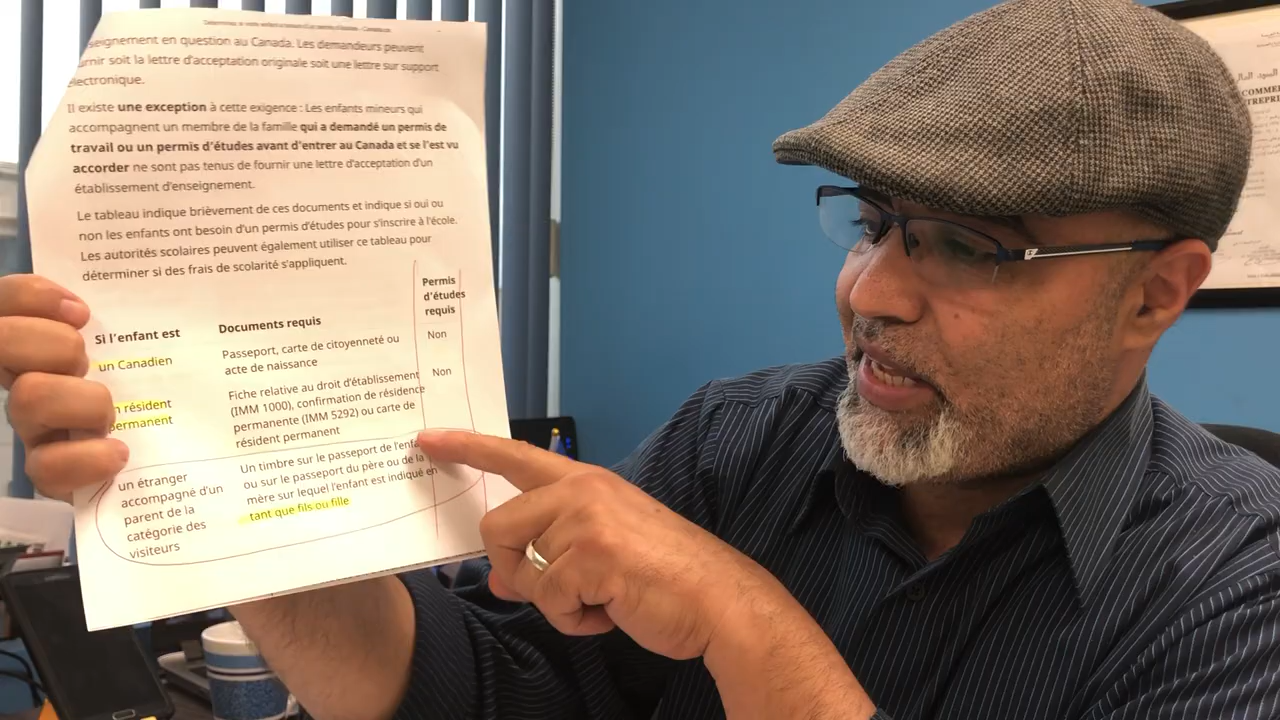 seignement en question au Canada. Les demandeurs peuvent
rnir soit la lettre d'acceptation originale soit une lettre sur support
électronique.
Il existe une exception à cette exigence : Les enfants mineurs qui
accompagnent un membre de la famille qui a demandé un permis de
travail ou un permis d'études avant d'entrer au Canada et se l'est vu
accorder ne sont pas tenus de fournir une lettre d'acceptation d'un
établissement d'enseignement.
Le tableau indique brièvement de ces documents et indique si oui ou
non les enfants ont besoin d'un permis d'études pour s'inscrire à l'école.
Les autorités scolaires peuvent également utiliser ce tableau pour
déterminer si des frais de scolarité s'appliquent.
Si l'enfant est
Documents requis
Permis
d'études
requis
un Canadien
Passeport, carte de citoyenneté ou
acte de naissance
Non
n résident
permanent
Fiche relative au droit d'établissement
(IMM 1000), confirmation de résidence
permanente (IMM 5292) ou carte de
résident permanent
Non
un étranger
accompagné d'un
parent de la
catégorie des
visiteurs
Un timbre sur le passeport de l'enfa
ou sur le passeport du père ou de la
mère sur lequel l'enfant est indiqué en
tant que fils ou fille
COMME
NTREPRE